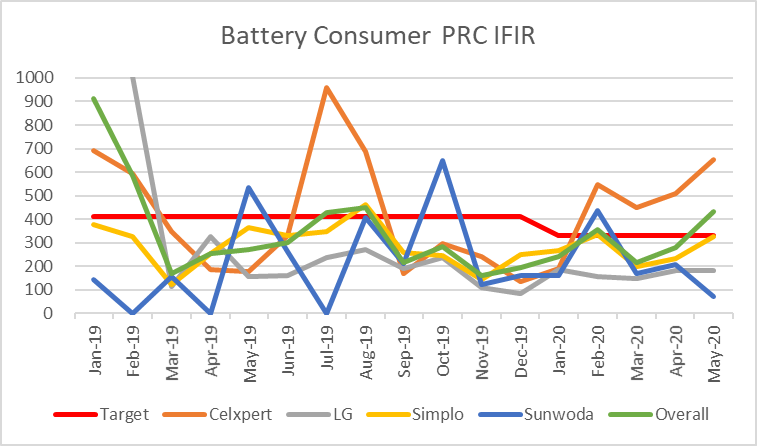 Battery Consumer PRC IFIR
1000
900
800
700
600
500
400
300
200
100
0
Jan-19
Feb-19
Mar-19
Apr-19
May-19
Jun-19
Jul-19
Aug-19
Sep-19
Oct-19
Nov-19
Dec-19
Jan-20
Feb-20
Mar-20
Apr-20
May-20
Target
Celxpert
LG
Simplo
Sunwoda
Overall